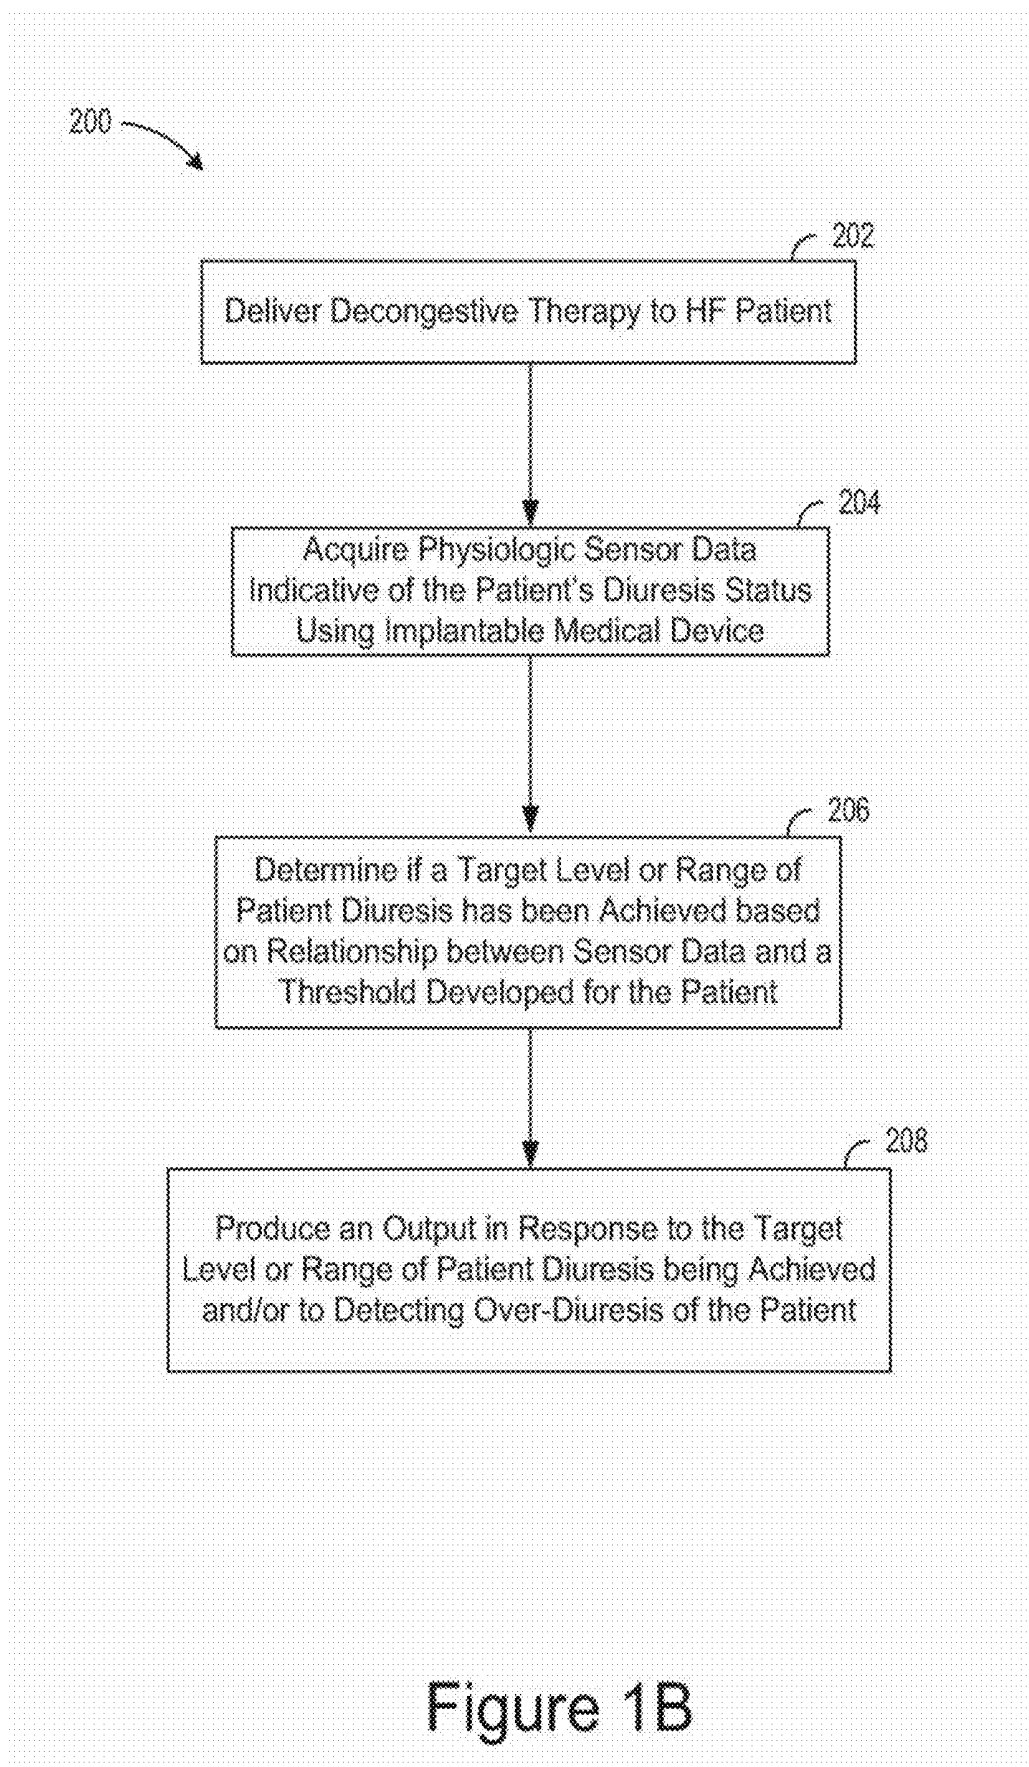 200
202
Deliver Decongestive Therapy to HF Patient
204
Acquire Physiologic Sensor Data
Indicative of the Patient's Diuresis Status
Using Implantable Medical Device
206
Determine if a Target Level or Range of
Patient Diuresis has been Achieved based
on Relationship between Sensor Data and a
Threshold Developed for the Patient
208
Produce an Output in Response to the Target
Level or Range of Patient Diuresis being Achieved
and/or to Detecting Over-Diuresis of the Patient
Figure 1B